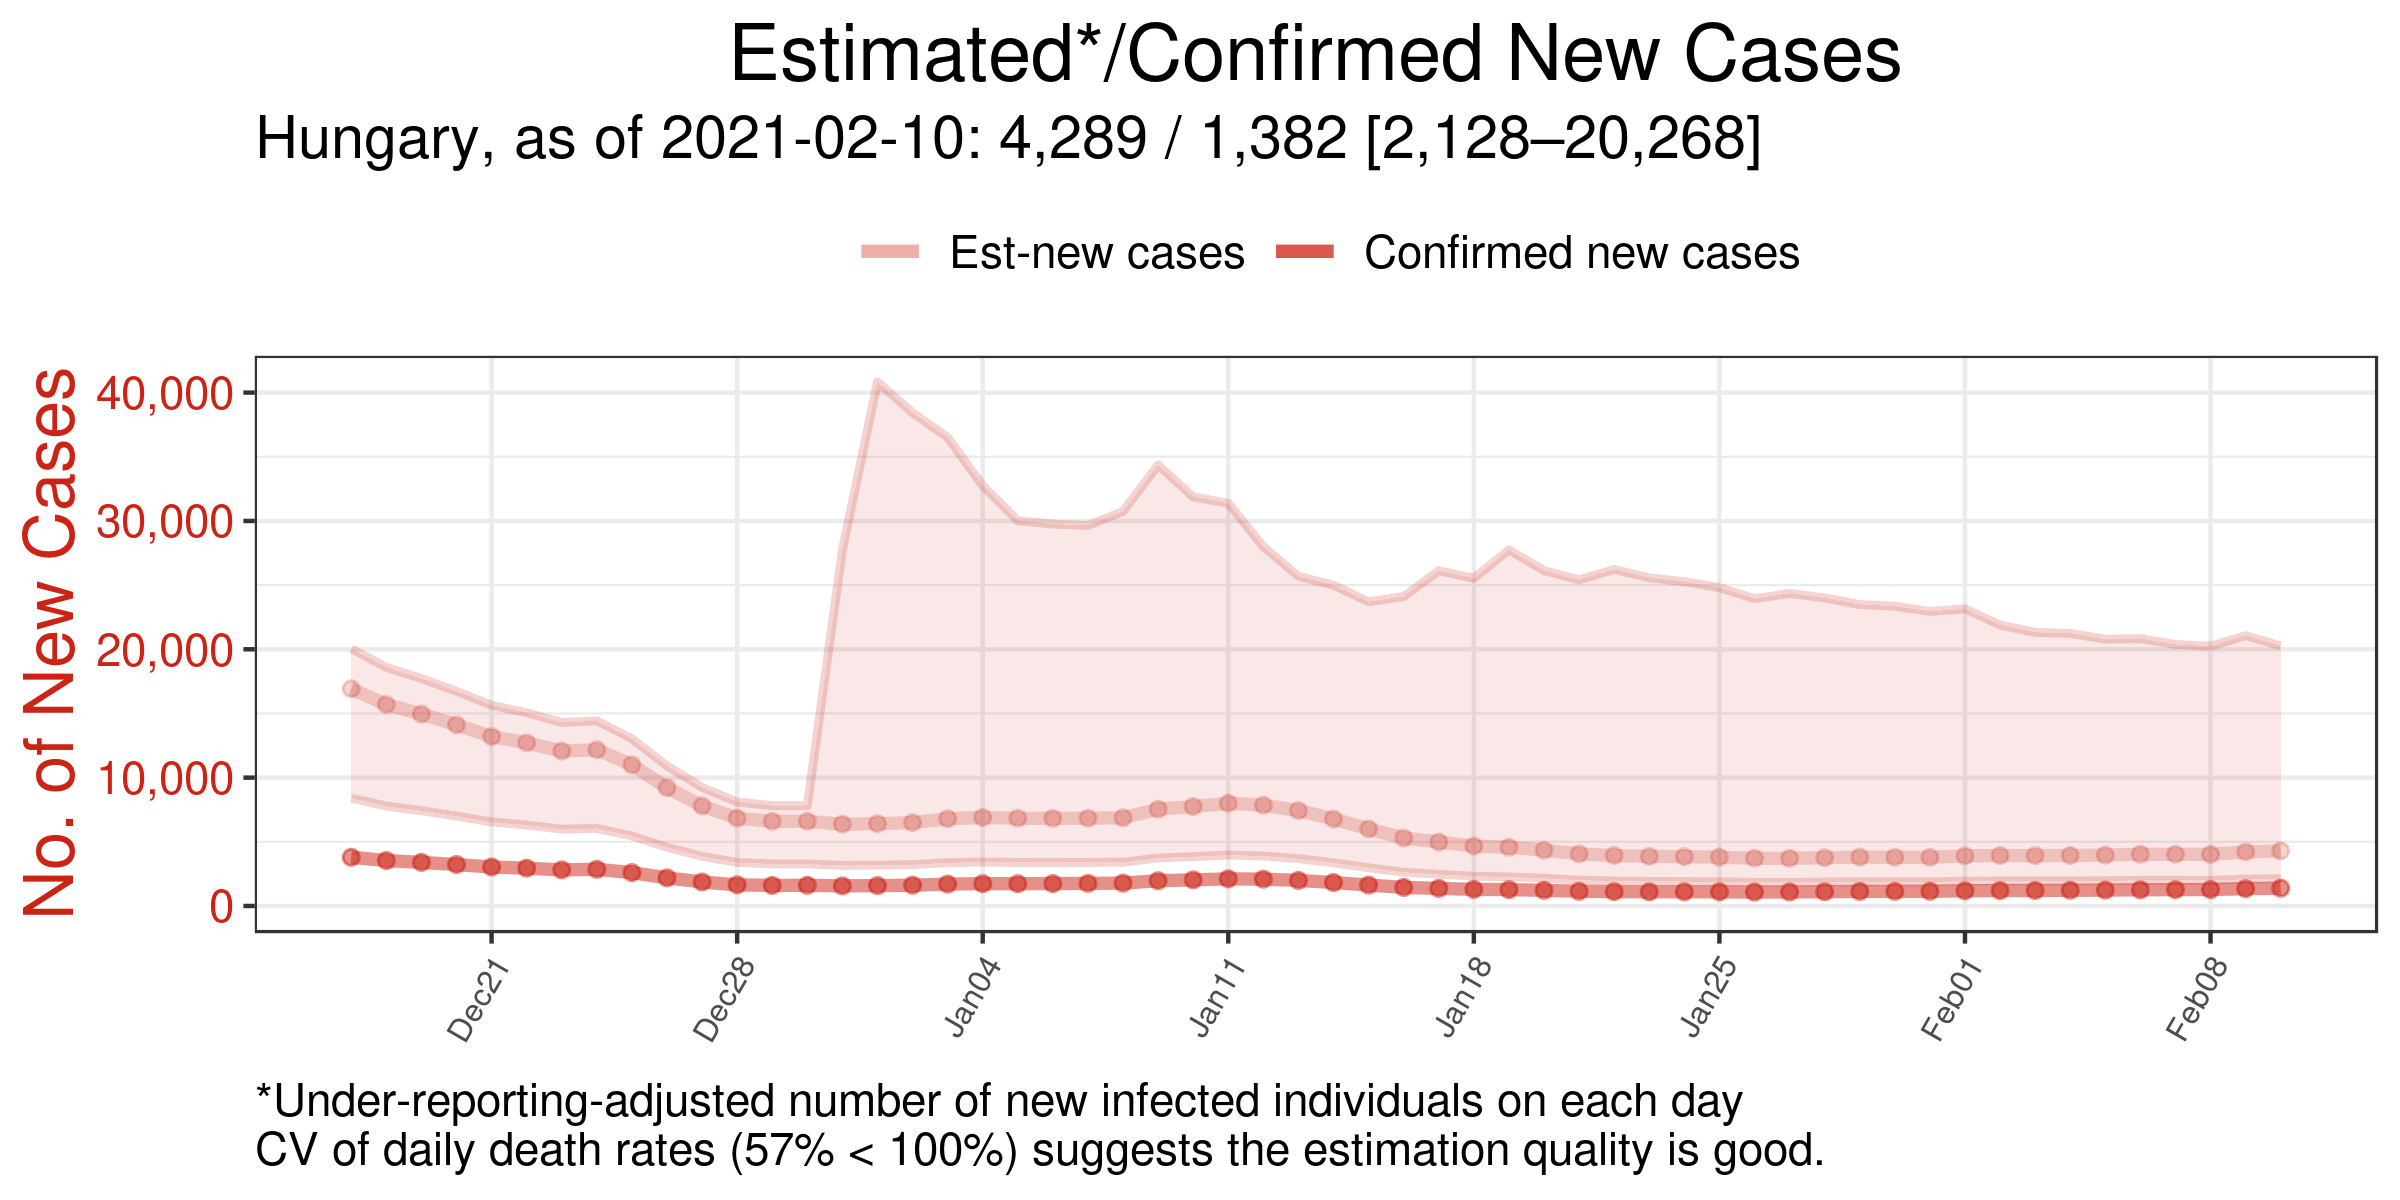 Estimated*/Confirmed New Cases
Hungary, as of 2021-02-10: 4,289 / 1,382 [2,128–20,268]
Est-new cases
Confirmed new cases
No. of New Cases
40,000
30,000
20,000
10,000
0
Dec21
Dec28
Jan04
Jan11
Jan18
Jan25
Feb01
Feb08
*Under-reporting-adjusted number of new infected individuals on each day
CV of daily death rates (57% < 100%) suggests the estimation quality is good.